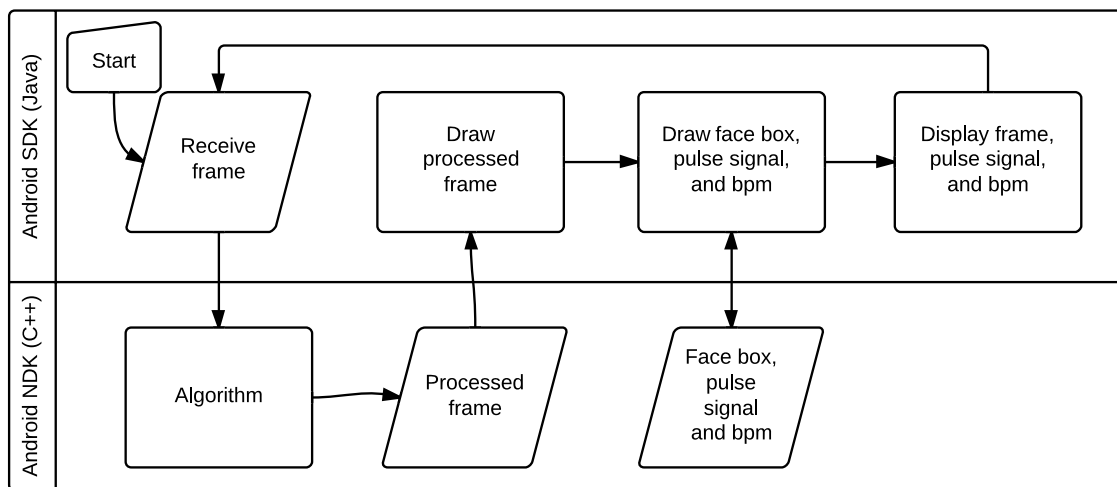 Android SDK (Java)
Start
Receive
frame
Draw
processed
frame
Draw face box,
pulse signal,
and bpm
Display frame,
pulse signal,
and bpm
Android NDK (C++)
Algorithm
Processed
frame
Face box,
pulse
signal
and bpm